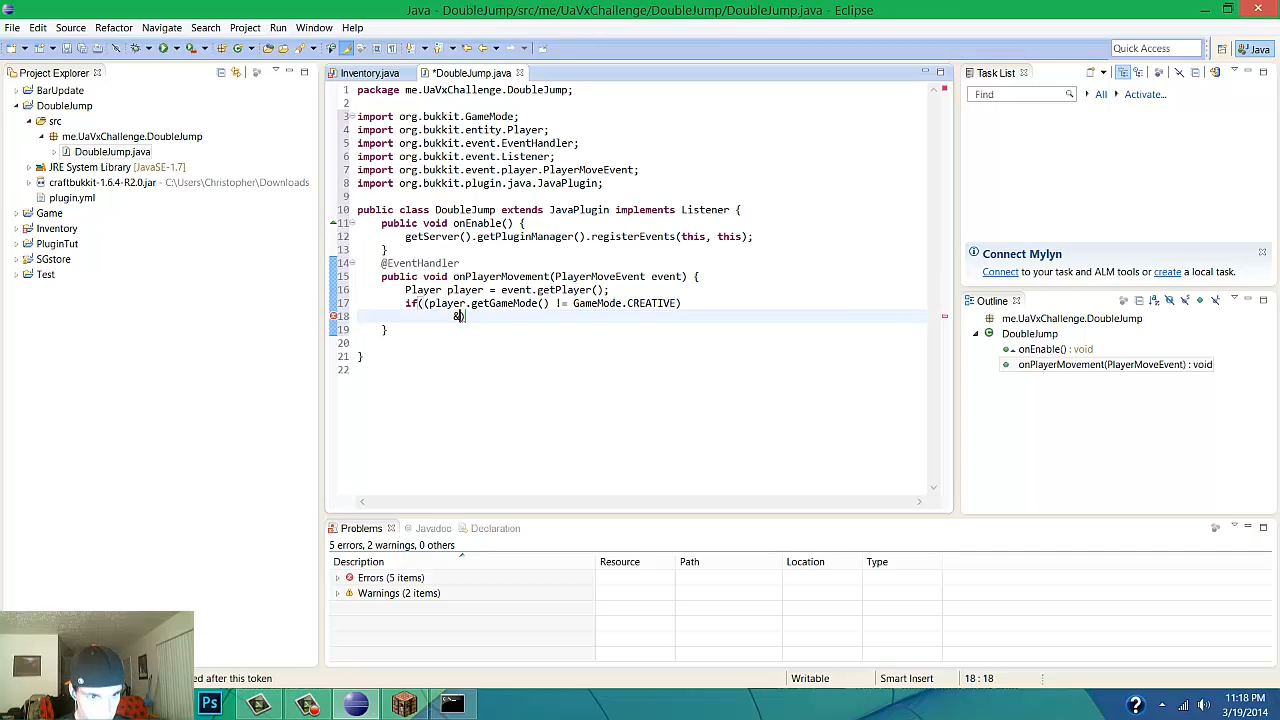 Java - DoubleJump/src/me/UaVxChallenge/DoubleJump/DoubleJump.java - Eclipse
File Edit Source Refactor Navigate Search Project Run Window Help
Quick Access
Java
Project Explorer
BarUpdate
DoubleJump
src
me.UaVxChallenge.DoubleJump
DoubleJump.java
JRE System Library [JavaSE-1.7]
craftbukkit-1.6.4-R2.0.jar - C:\Users\Christopher\Downloads
plugin.yml
Game
Inventory
PluginTut
SGstore
Test
Inventory.java *DoubleJump.java
1 package me.UaVxChallenge.DoubleJump;
2
3 import org.bukkit.GameMode;
4 import org.bukkit.entity.Player;
5 import org.bukkit.event.EventHandler;
6 import org.bukkit.event.Listener;
7 import org.bukkit.event.player.PlayerMoveEvent;
8 import org.bukkit.plugin.java.JavaPlugin;
9
10 public class DoubleJump extends JavaPlugin implements Listener {
11 public void onEnable() {
12 getServer().getPluginManager().registerEvents(this, this);
13 }
14 @EventHandler
15 public void onPlayerMovement(PlayerMoveEvent event) {
16 Player player = event.getPlayer();
17 if((player.getGameMode() != GameMode.CREATIVE)
18 &)
19 }
20
21 }
22
Task List
Find All Activate...
Connect Mylyn
Connect to your task and ALM tools or create a local task.
Outline
me.UaVxChallenge.DoubleJump
DoubleJump
onEnable() : void
onPlayerMovement(PlayerMoveEvent) : void
Problems Javadoc Declaration
5 errors, 2 warnings, 0 others
Description Resource Path Location Type
Errors (5 items)
Warnings (2 items)
ed after this token
Writable Smart Insert 18 : 18
Ps
11:18 PM
3/19/2014